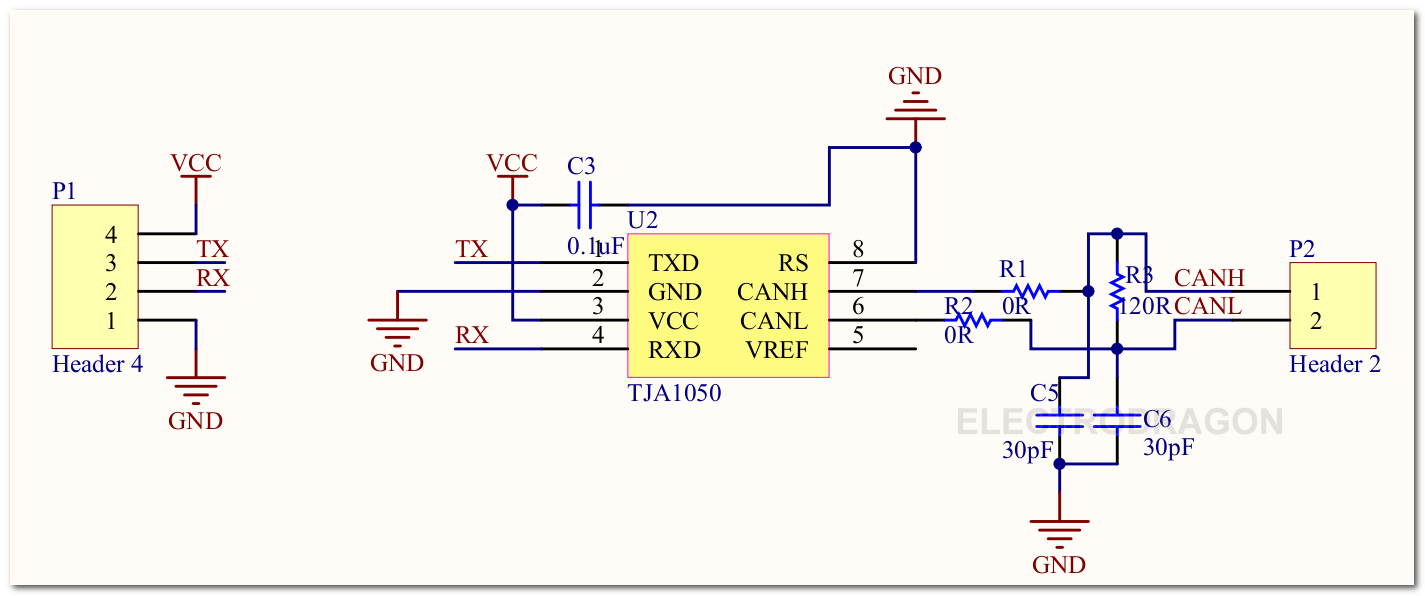 GND
VCC
VCC
C3
P1
U2
0.1uF
4
3
2
1
TX
RX
Header 4
GND
TX
RX
GND
1
2
3
4
TXD
GND
VCC
RXD
RS
CANH
CANL
VREF
8
7
6
5
TJA1050
R1
0R
R2
0R
R3
120R
CANH
CANL
P2
1
2
Header 2
C5
30pF
C6
30pF
ELECTRODRAGON
GND